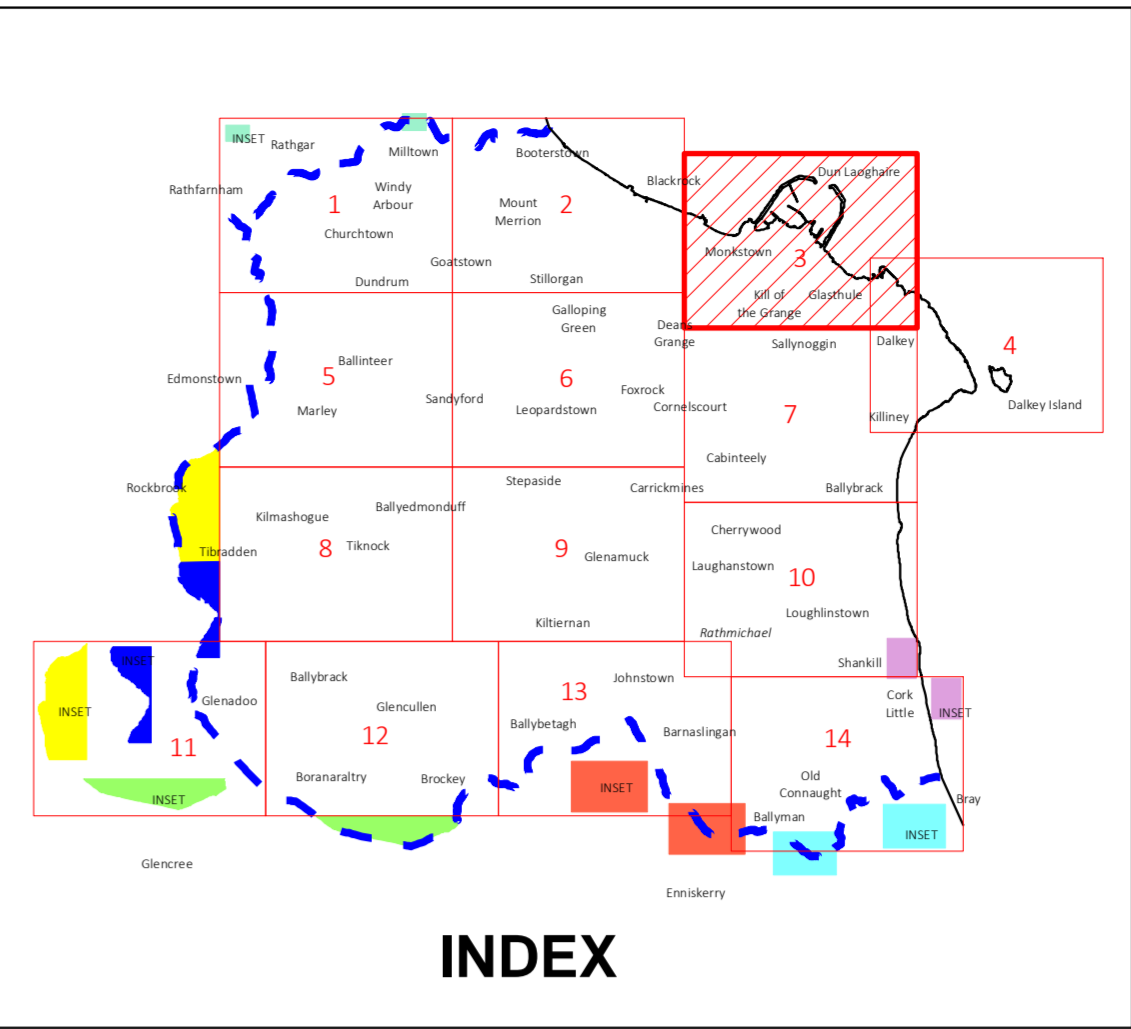 INSET
Rathgar
Milltown
Booterstown
Rathfarnham
Windy
Arbour
1
Churchtown
Mount
Merrion
2
Goatstown
Dundrum
Stillorgan
Blackrock
Dun Laoghaire
Monkstown
3
Kill of
the Grange
Glasthule
Galloping
Green
Deans
Grange
Sallynoggin
Dalkey
4
Dalkey Island
Killiney
Edmonstown
Ballinteer
5
Marley
Sandyford
6
Leopardstown
Foxrock
Cornelscourt
7
Cabinteely
Ballybrack
Rockbrook
Kilmashogue
Ballyedmonduff
Tibradden
8
Tiknock
Stepaside
Carrickmines
9
Glenamuck
Kiltiernan
Cherrywood
Laughanstown
10
Loughlinstown
Rathmichael
Shankill
Cork
Little
INSET
INSET
INSET
Glenadoo
11
INSET
Ballybrack
Glencullen
12
Boranaraltry
Brockey
13
Johnstown
Ballybetagh
Barnaslingan
INSET
14
Old
Connaught
Ballyman
INSET
Bray
Glencree
Enniskerry
INDEX